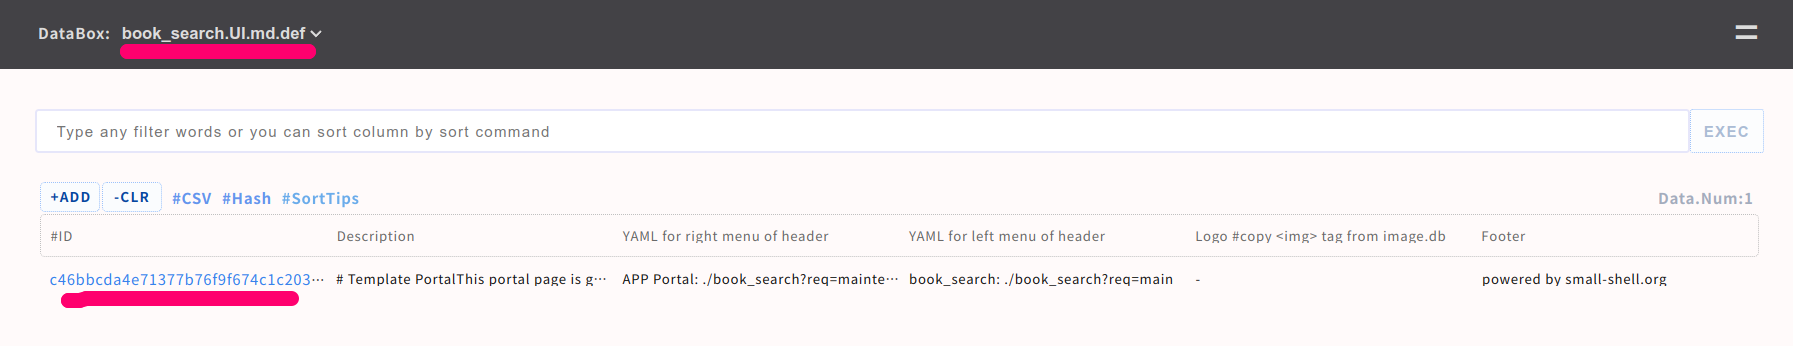 DataBox: book_search.UI.md.def
Type any filter words or you can sort column by sort command EXEC
+ADD -CLR #CSV #Hash #SortTips Data.Num:1
#ID Description YAML for right menu of header YAML for left menu of header Logo #copy <img> tag from image.db Footer
c46bbcda4e71377b76f9f674c1c203··· # Template PortalThis portal page is g··· APP Portal: ./book_search?req=mainte··· book_search: ./book_search?req=main - powered by small-shell.org